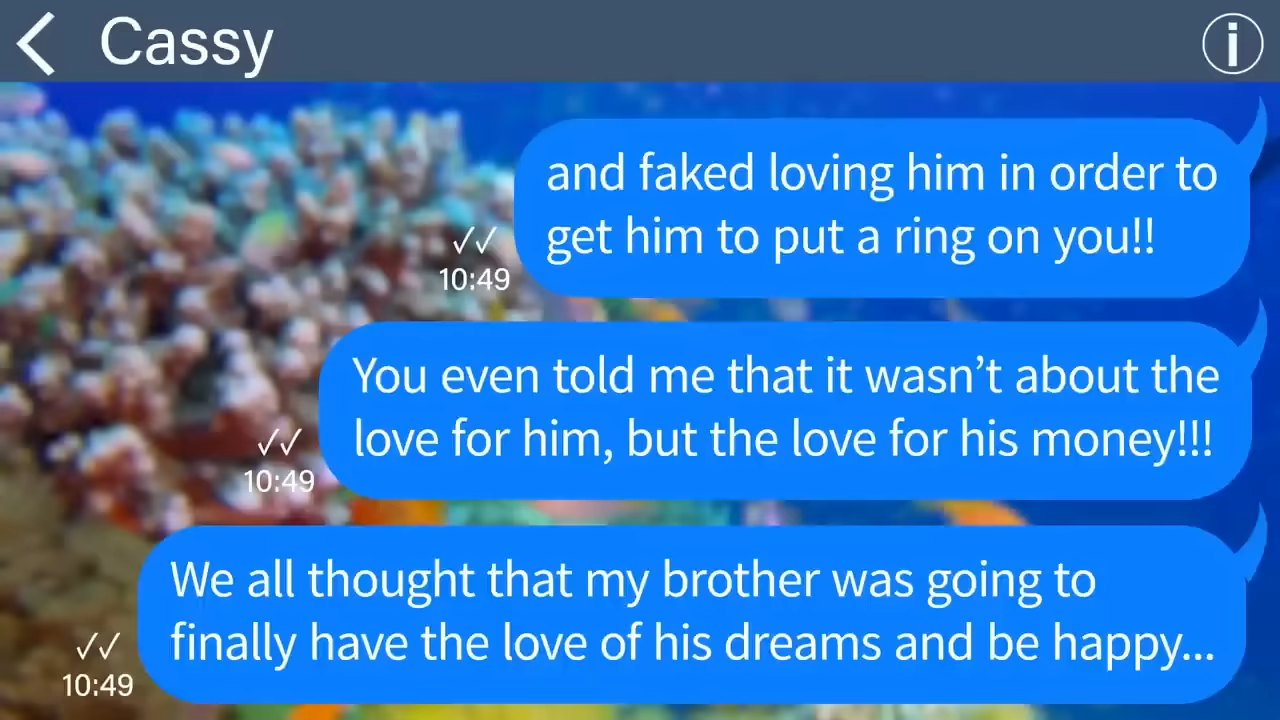 Cassy
and faked loving him in order to
get him to put a ring on you!!
10:49
You even told me that it wasn’t about the
love for him, but the love for his money!!!
10:49
We all thought that my brother was going to
finally have the love of his dreams and be happy...
10:49